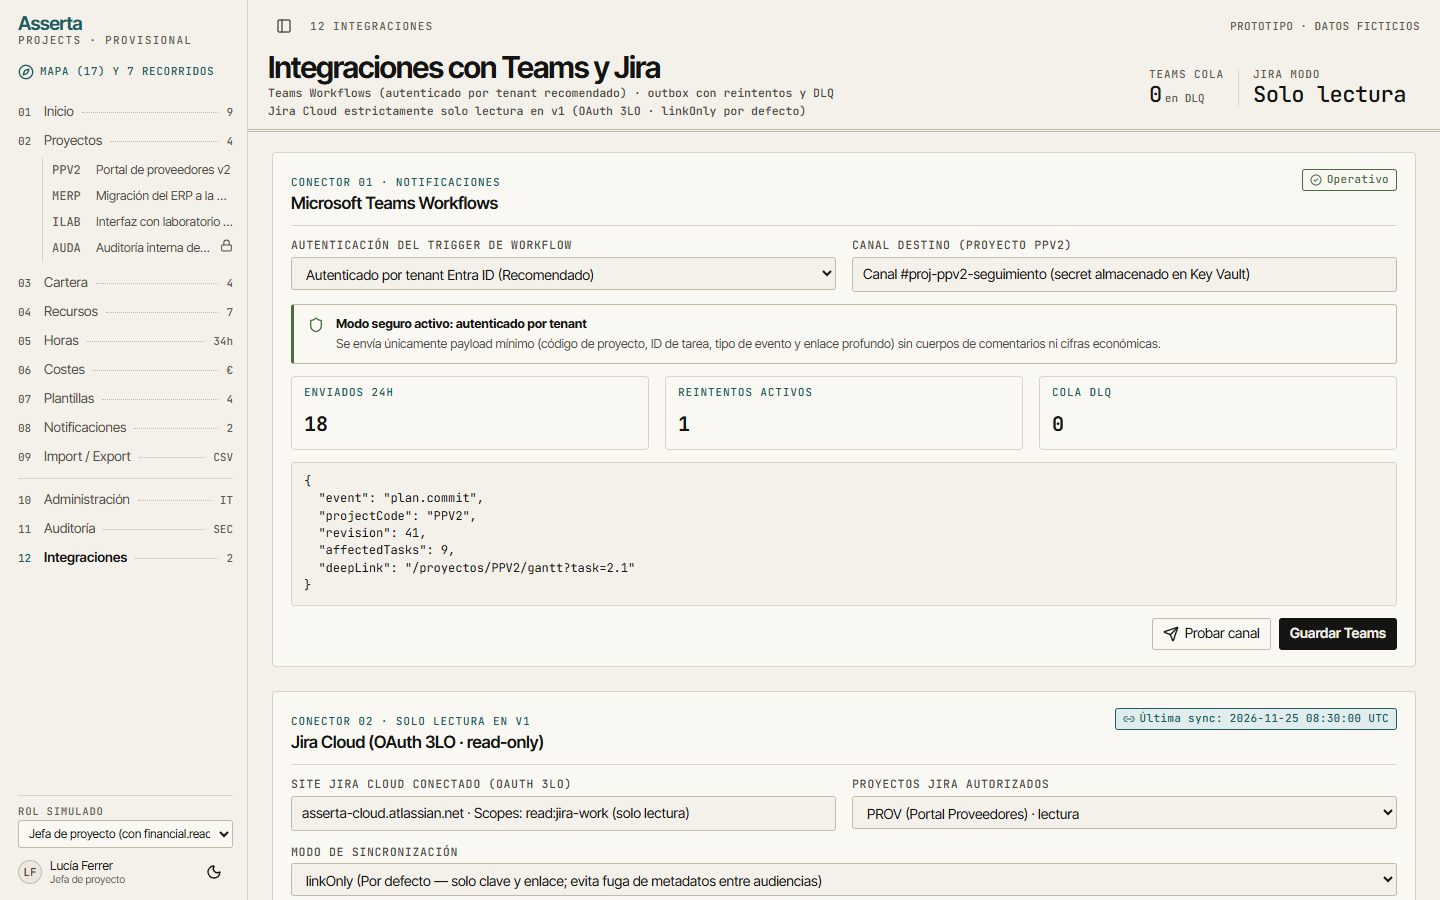 Asserta
PROJECTS · PROVISIONAL
MAPA (17) Y 7 RECORRIDOS
01 Inicio 9
02 Proyectos 4
PPV2 Portal de proveedores v2
MERP Migración del ERP a la ...
ILAB Interfaz con laboratorio ...
AUDA Auditoría interna de...
03 Cartera 4
04 Recursos 7
05 Horas 34h
06 Costes €
07 Plantillas 4
08 Notificaciones 2
09 Import / Export CSV
10 Administración IT
11 Auditoría SEC
12 Integraciones 2
ROL SIMULADO
Jefa de proyecto (con financial.read
LF Lucía Ferrer
Jefa de proyecto
12 INTEGRACIONES
PROTOTIPO · DATOS FICTICIOS
Integraciones con Teams y Jira
Teams Workflows (autenticado por tenant recomendado) · outbox con reintentos y DLQ
Jira Cloud estrictamente solo lectura en v1 (OAuth 3LO · linkOnly por defecto)
TEAMS COLA
0 en DLQ
JIRA MODO
Solo lectura
CONECTOR 01 · NOTIFICACIONES
Microsoft Teams Workflows
Operativo
AUTENTICACIÓN DEL TRIGGER DE WORKFLOW
Autenticado por tenant Entra ID (Recomendado)
CANAL DESTINO (PROYECTO PPV2)
Canal #proj-ppv2-seguimiento (secret almacenado en Key Vault)
Modo seguro activo: autenticado por tenant
Se envía únicamente payload mínimo (código de proyecto, ID de tarea, tipo de evento y enlace profundo) sin cuerpos de comentarios ni cifras económicas.
ENVIADOS 24H
18
REINTENTOS ACTIVOS
1
COLA DLQ
0
{
"event": "plan.commit",
"projectCode": "PPV2",
"revision": 41,
"affectedTasks": 9,
"deepLink": "/proyectos/PPV2/gantt?task=2.1"
}
Probar canal
Guardar Teams
CONECTOR 02 · SOLO LECTURA EN V1
Jira Cloud (OAuth 3LO · read-only)
Última sync: 2026-11-25 08:30:00 UTC
SITE JIRA CLOUD CONECTADO (OAUTH 3LO)
asserta-cloud.atlassian.net · Scopes: read:jira-work (solo lectura)
PROYECTOS JIRA AUTORIZADOS
PROV (Portal Proveedores) · lectura
MODO DE SINCRONIZACIÓN
linkOnly (Por defecto — solo clave y enlace; evita fuga de metadatos entre audiencias)